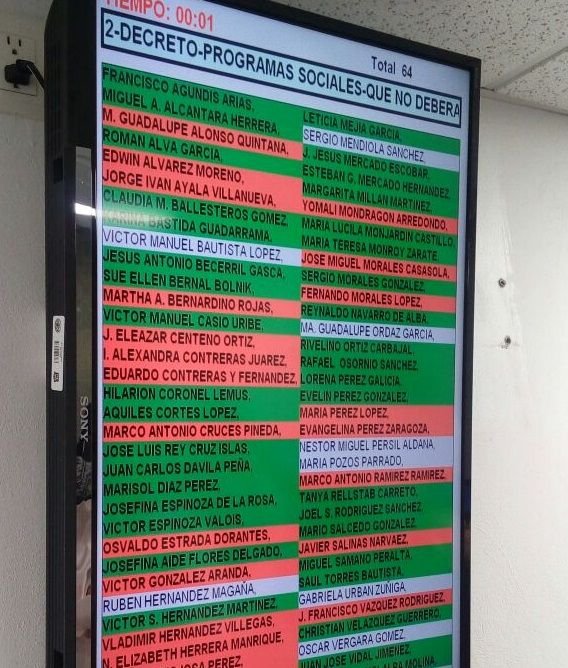 TIEMPO: 00:01
2-DECRETO-PROGRAMAS SOCIALES-QUE NO DEBERA
Total 64
FRANCISCO AGUNDIS ARIAS,
MIGUEL A. ALCANTARA HERRERA,
M. GUADALUPE ALONSO QUINTANA,
ROMAN ALVA GARCIA,
EDWIN ALVAREZ MORENO,
JORGE IVAN AYALA VILLANUEVA,
CLAUDIA M. BALLESTEROS GOMEZ,
KARINA BASTIDA GUADARRAMA,
VICTOR MANUEL BAUTISTA LOPEZ,
JESUS ANTONIO BECERRIL GASCA,
SUE ELLEN BERNAL BOLNIK,
MARTHA A. BERNARDINO ROJAS,
VICTOR MANUEL CASIO URIBE,
J. ELEAZAR CENTENO ORTIZ,
I. ALEXANDRA CONTRERAS JUAREZ,
EDUARDO CONTRERAS Y FERNANDEZ,
HILARION CORONEL LEMUS,
AQUILES CORTES LOPEZ,
MARCO ANTONIO CRUCES PINEDA,
JOSE LUIS REY CRUZ ISLAS,
JUAN CARLOS DAVILA PEÑA,
MARISOL DIAZ PEREZ,
JOSEFINA ESPINOZA DE LA ROSA,
VICTOR ESPINOZA VALOIS,
OSVALDO ESTRADA DORANTES,
JOSEFINA AIDE FLORES DELGADO,
VICTOR GONZALEZ ARANDA,
RUBEN HERNANDEZ MAGAÑA,
VICTOR S. HERNANDEZ MARTINEZ,
VLADIMIR HERNANDEZ VILLEGAS,
N. ELIZABETH HERRERA MANRIQUE,
PEREZ,
LETICIA MEJIA GARCIA,
SERGIO MENDIOLA SANCHEZ,
J. JESUS MERCADO ESCOBAR,
ESTEBAN G. MERCADO HERNANDEZ,
MARGARITA MILLAN MARTINEZ,
YOMALI MONDRAGON ARREDONDO,
MARIA LUCILA MONJARDIN CASTILLO,
MARIA TERESA MONROY ZARATE,
JOSE MIGUEL MORALES CASASOLA,
SERGIO MORALES GONZALEZ,
FERNANDO MORALES LOPEZ,
REYNALDO NAVARRO DE ALBA,
MA. GUADALUPE ORDAZ GARCIA,
RIVELINO ORTIZ CARBAJAL,
RAFAEL OSORNIO SANCHEZ,
LORENA PEREZ GALICIA,
EVELIN PEREZ GONZALEZ,
MARIA PEREZ LOPEZ,
EVANGELINA PEREZ ZARAGOZA,
NESTOR MIGUEL PERSIL ALDANA,
MARIA POZOS PARRADO,
MARCO ANTONIO RAMIREZ RAMIREZ,
TANYA RELLSTAB CARRETO,
JOEL S. RODRIGUEZ SANCHEZ,
MARIO SALCEDO GONZALEZ,
JAVIER SALINAS NARVAEZ,
MIGUEL SAMANO PERALTA,
SAUL TORRES BAUTISTA,
GABRIELA URBAN ZUÑIGA,
J. FRANCISCO VAZQUEZ RODRIGUEZ,
CHRISTIAN VELAZQUEZ GUERRERO,
OSCAR VERGARA GOMEZ,
JUAN JOSE VIDAL JIMENEZ,
MOLINA,
SONY